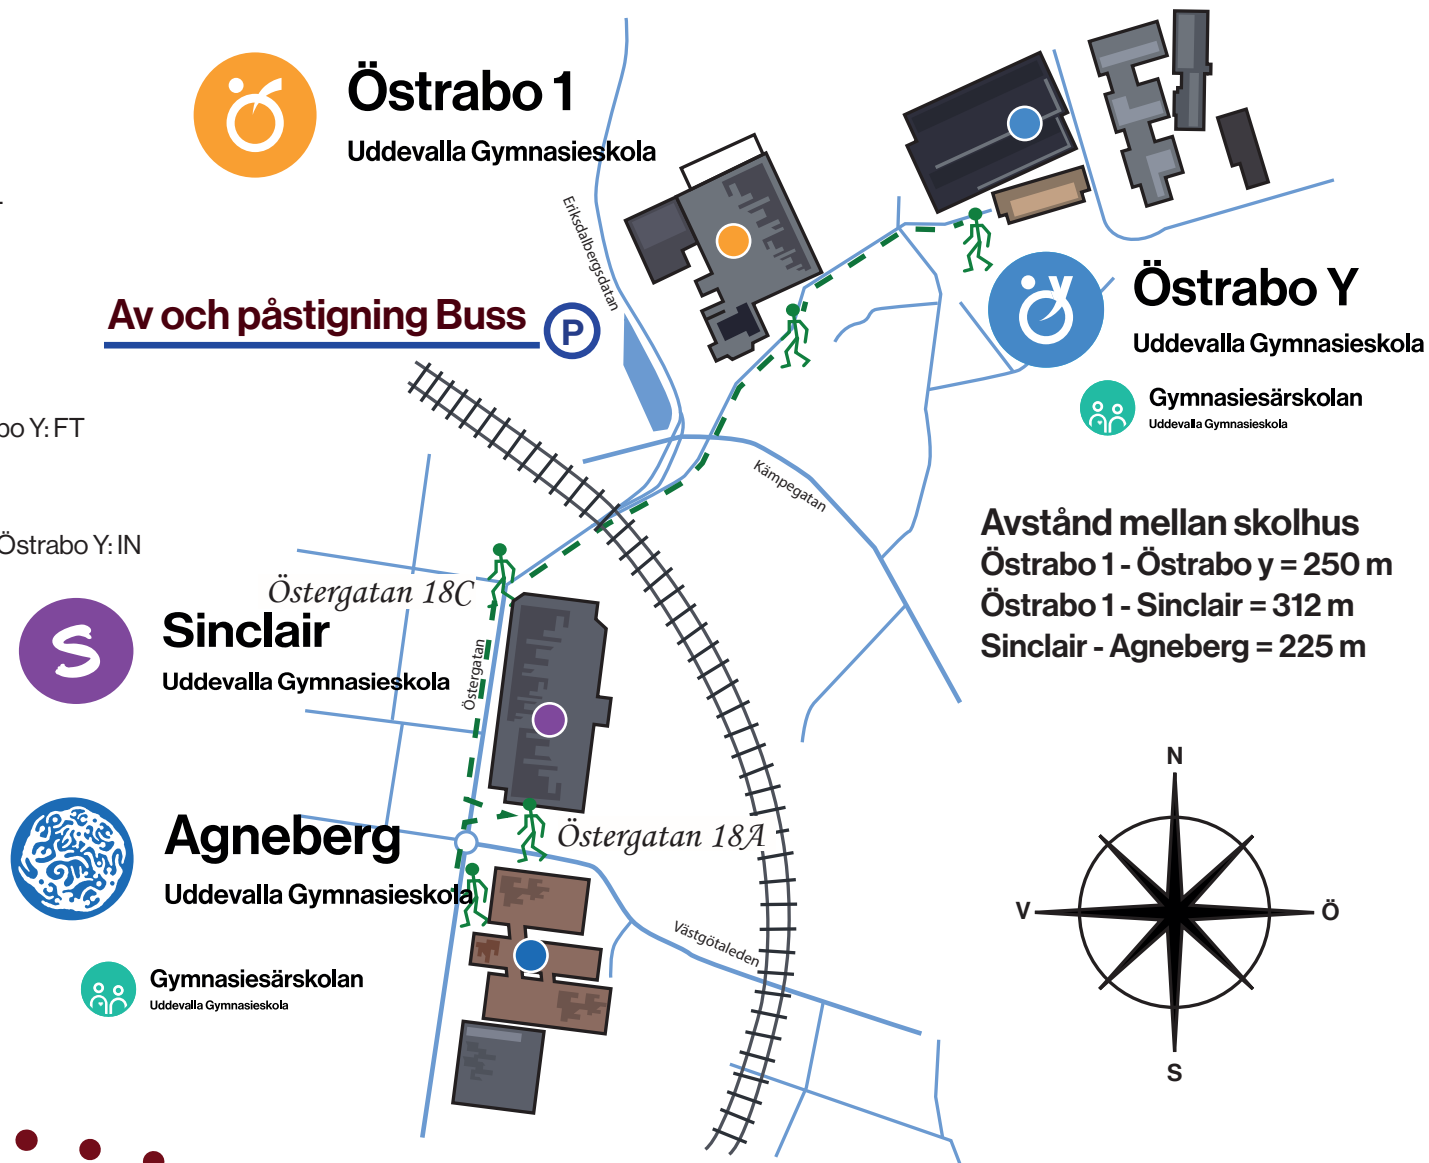 Östrabo 1
Uddevalla Gymnasieskola
Eriksdalbergsdatan
Av och påstigning Buss
P
Östrabo Y
Uddevalla Gymnasieskola
Gymnasiesärskolan
Uddevalla Gymnasieskola
bo Y: FT
Kämpegatan
Östrabo Y: IN
Avstånd mellan skolhus
Östrabo 1 - Östrabo y = 250 m
Östrabo 1 - Sinclair = 312 m
Sinclair - Agneberg = 225 m
Östergatan 18C
S
Sinclair
Uddevalla Gymnasieskola
Östergatan
Agneberg
Uddevalla Gymnasieskola
Östergatan 18A
Västgötaleden
Gymnasiesärskolan
Uddevalla Gymnasieskola
N
V
Ö
S